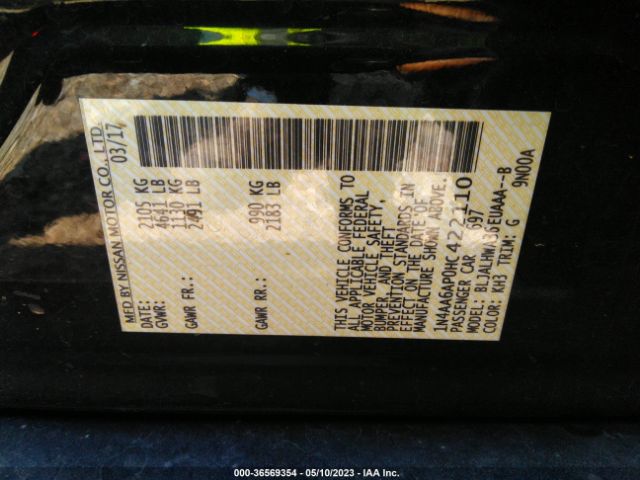 MFD BY NISSAN MOTOR CO., LTD.
DATE: 03/17
GVWR: 2105 KG
4641 LB
GAWR FR.: 1130 KG
2491 LB
GAWR RR.: 990 KG
2183 LB
THIS VEHICLE CONFORMS TO
ALL APPLICABLE FEDERAL
MOTOR VEHICLE SAFETY,
BUMPER, AND THEFT
PREVENTION STANDARDS IN
EFFECT ON THE DATE OF
MANUFACTURE SHOWN ABOVE.
1N4AA6AP0HC422110
PASSENGER CAR 697
MODEL: EUAAA--B
COLOR: KH3 TRIM: G 9N00A
000-36569354 - 05/10/2023 - IAA Inc.